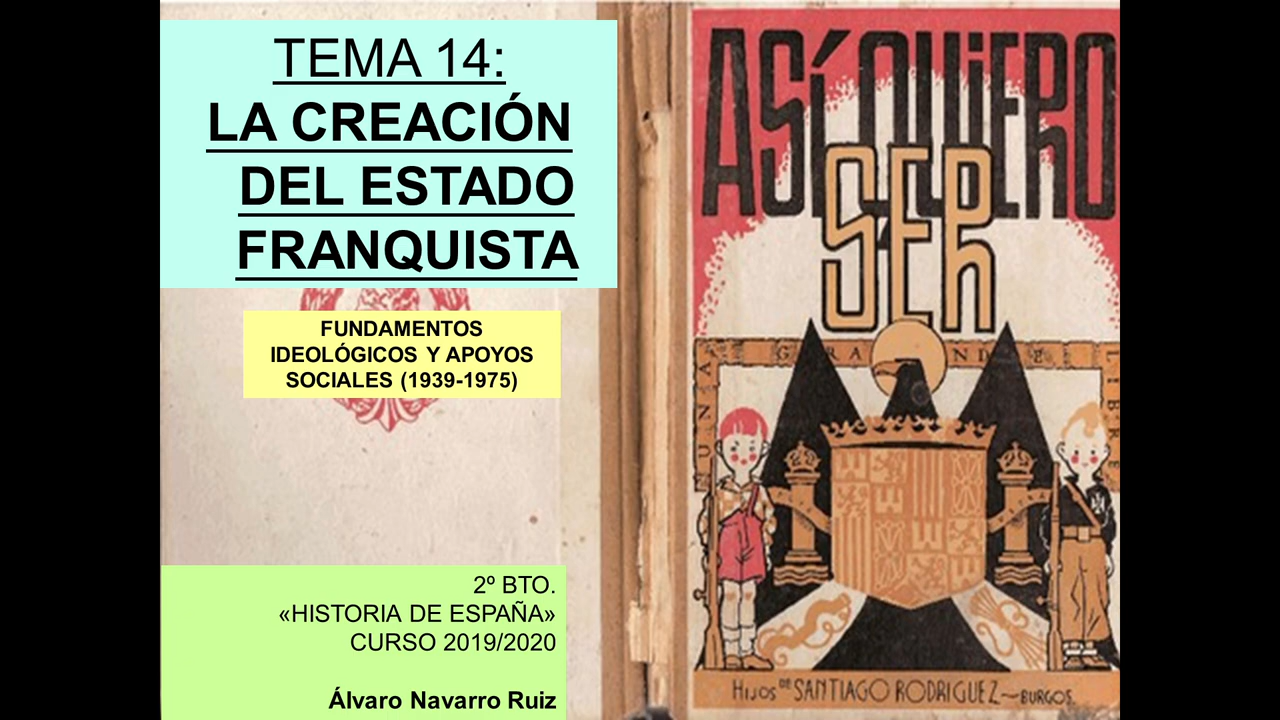 TEMA 14:
LA CREACIÓN
DEL ESTADO
FRANQUISTA
FUNDAMENTOS
IDEOLÓGICOS Y APOYOS
SOCIALES (1939-1975)
2º BTO.
«HISTORIA DE ESPAÑA»
CURSO 2019/2020
Álvaro Navarro Ruiz
ASÍ QUIERO
SER
UNA GRANDE LIBRE
HIJOS DE SANTIAGO RODRIGUEZ~BURGOS.